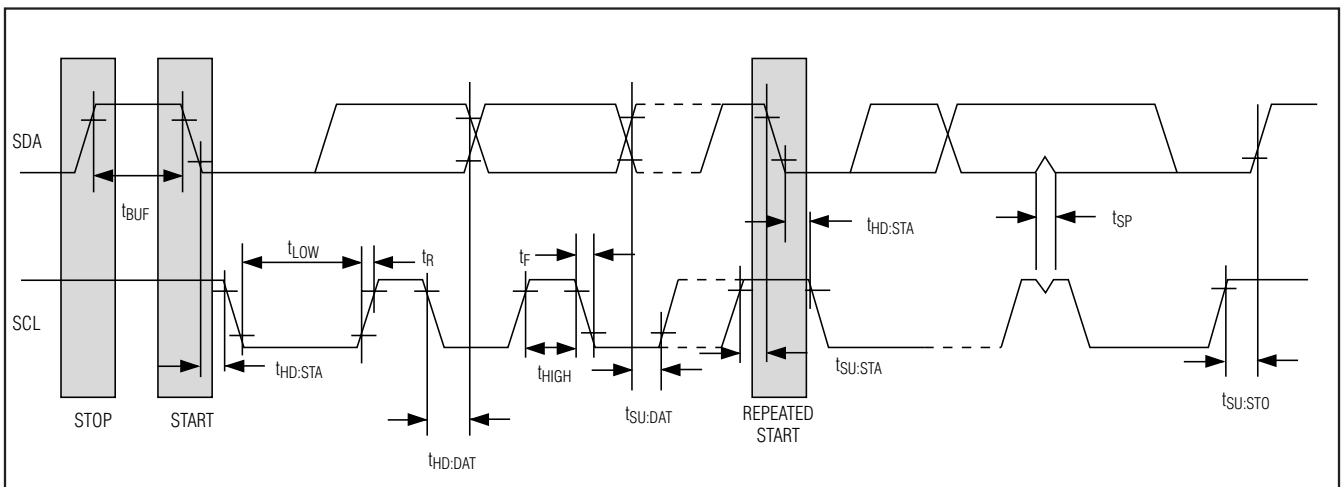 SDA
tBUF
tHD:STA
tSP
tLOW
tR
tF
SCL
tHD:STA
tHIGH
tSU:STA
tSU:DAT
tSU:STO
STOP
START
REPEATED
START
tHD:DAT